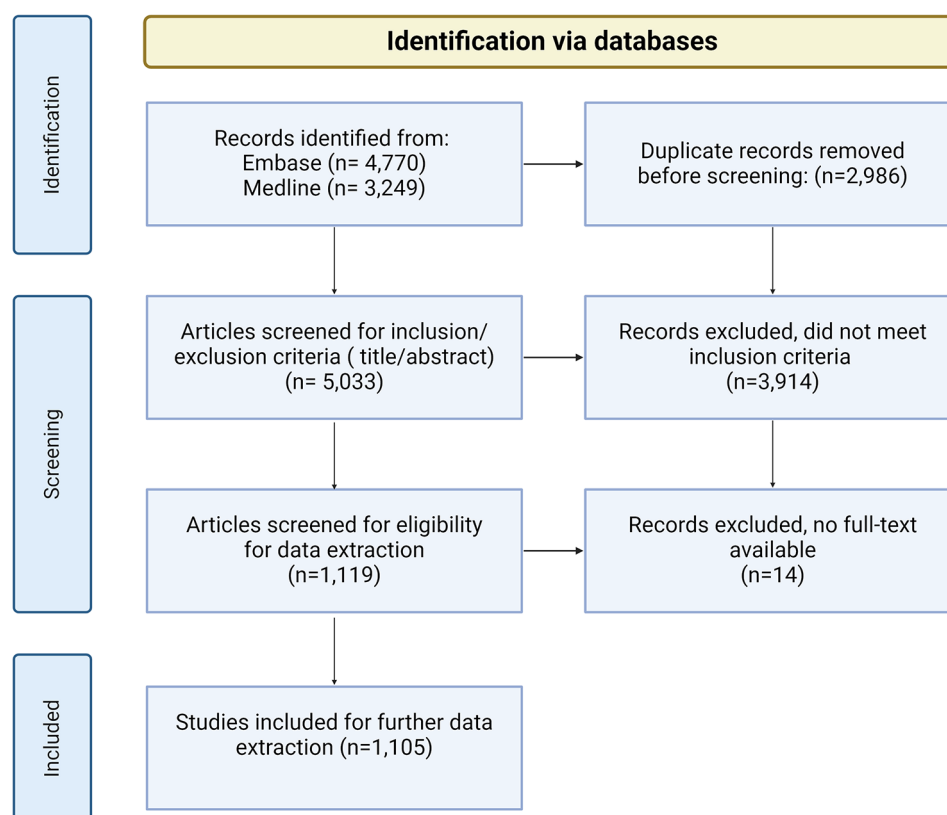 Identification via databases
Identification
Records identified from:
Embase (n= 4,770)
Medline (n= 3,249)
Duplicate records removed
before screening: (n=2,986)
Screening
Articles screened for inclusion/
exclusion criteria ( title/abstract)
(n= 5,033)
Records excluded, did not meet
inclusion criteria
(n=3,914)
Articles screened for eligibility
for data extraction
(n=1,119)
Records excluded, no full-text
available
(n=14)
Included
Studies included for further data
extraction (n=1,105)